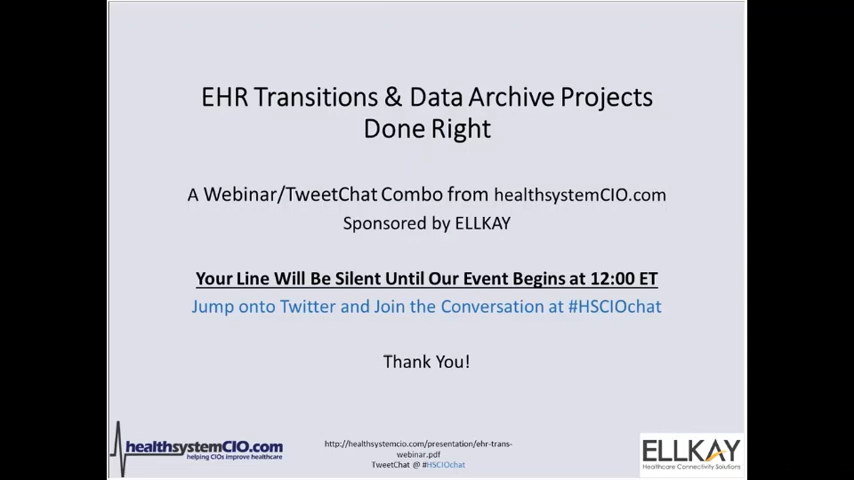 EHR Transitions & Data Archive Projects
Done Right
A Webinar/TweetChat Combo from healthsystemCIO.com
Sponsored by ELLKAY
Your Line Will Be Silent Until Our Event Begins at 12:00 ET
Jump onto Twitter and Join the Conversation at #HSCIOchat
Thank You!
healthsystemCIO.com
helping CIOs improve healthcare
http://healthsystemcio.com/presentation/ehr-trans-
webinar.pdf
TweetChat @ #HSCIOchat
ELLKAY
Healthcare Connectivity Solutions